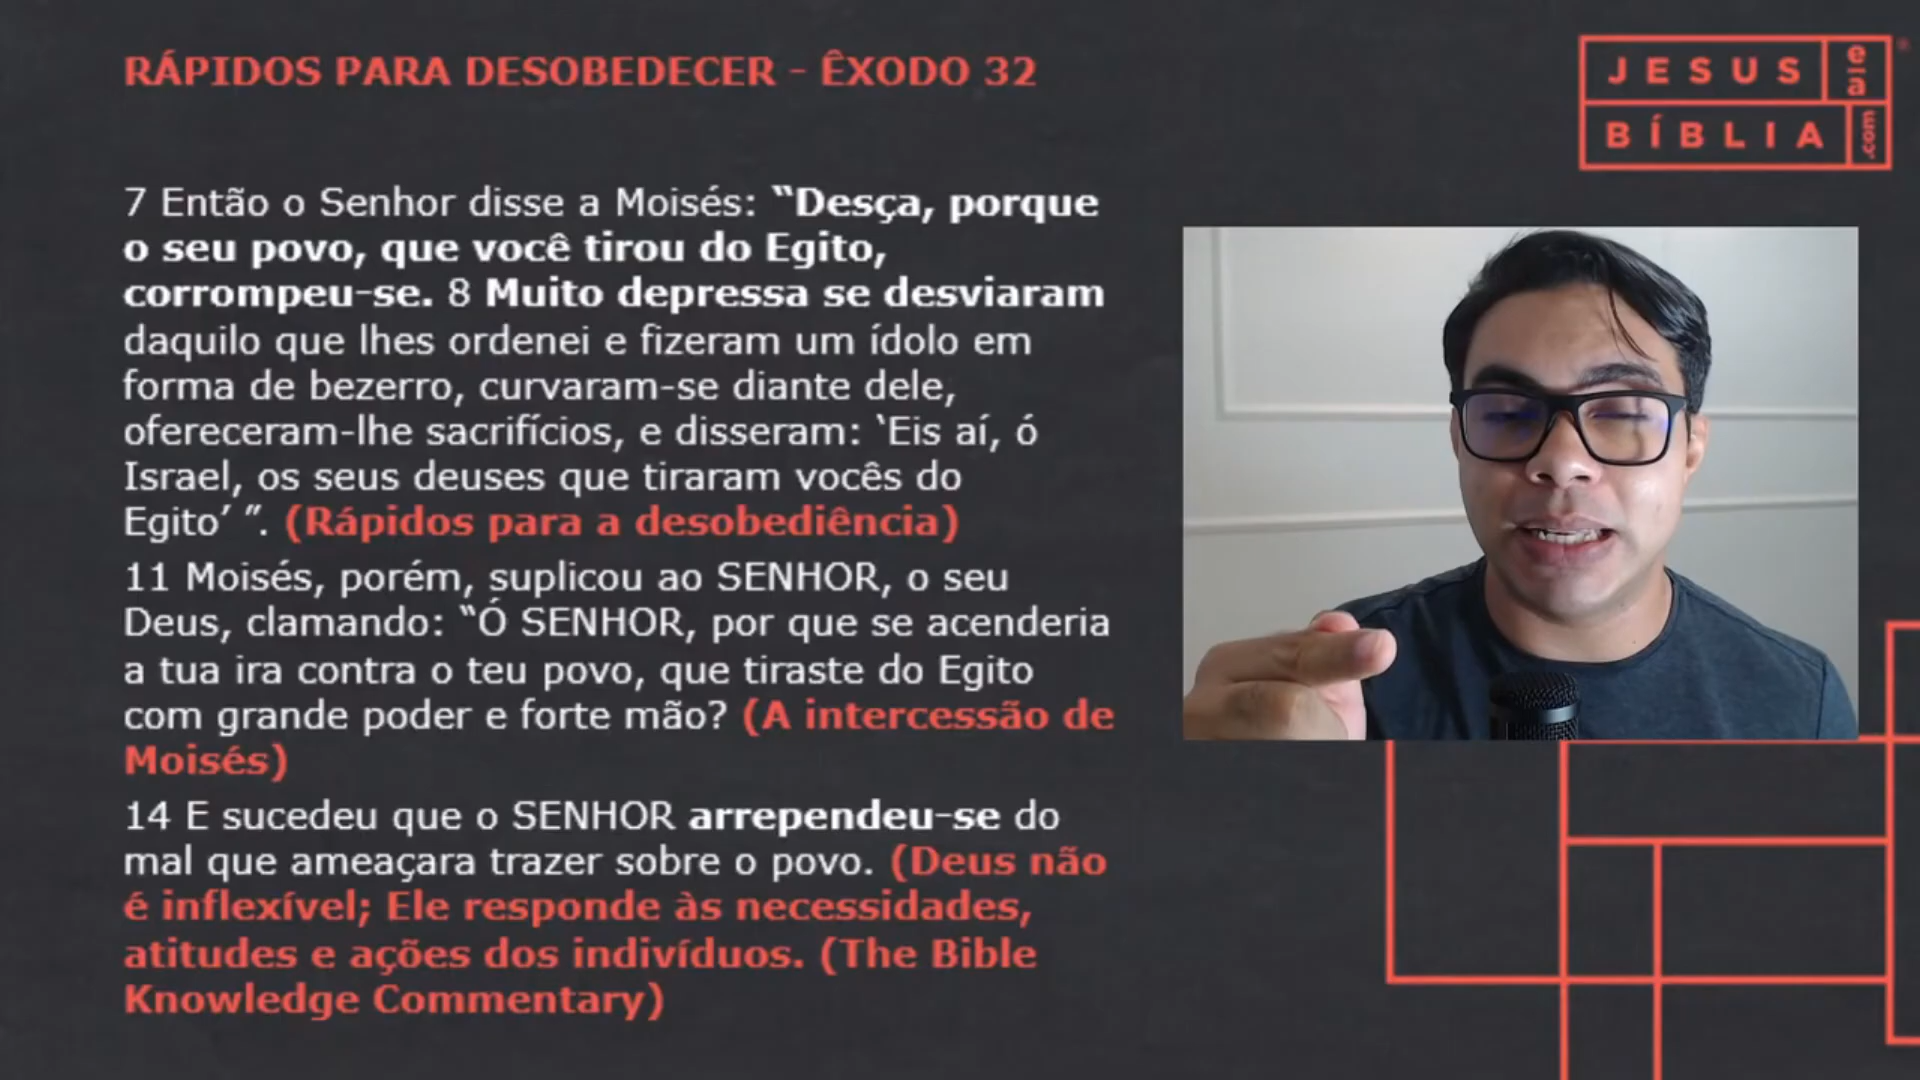 RÁPIDOS PARA DESOBEDECER - ÊXODO 32
JESUS
e a
BÍBLIA
.com
7 Então o Senhor disse a Moisés: “Desça, porque
o seu povo, que você tirou do Egito,
corrompeu-se. 8 Muito depressa se desviaram
daquilo que lhes ordenei e fizeram um ídolo em
forma de bezerro, curvaram-se diante dele,
ofereceram-lhe sacrifícios, e disseram: ‘Eis aí, ó
Israel, os seus deuses que tiraram vocês do
Egito’ ”. (Rápidos para a desobediência)
11 Moisés, porém, suplicou ao SENHOR, o seu
Deus, clamando: “Ó SENHOR, por que se acenderia
a tua ira contra o teu povo, que tiraste do Egito
com grande poder e forte mão? (A intercessão de
Moisés)
14 E sucedeu que o SENHOR arrependeu-se do
mal que ameaçara trazer sobre o povo. (Deus não
é inflexível; Ele responde às necessidades,
atitudes e ações dos indivíduos. (The Bible
Knowledge Commentary)